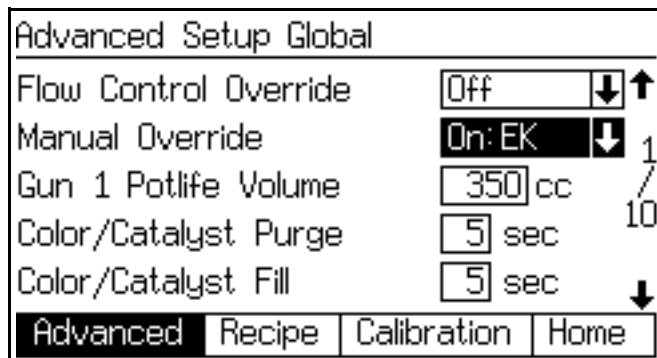 Advanced Setup Global
Flow Control Override Off
Manual Override On: EK
Gun 1 Potlife Volume 350 cc
Color/Catalyst Purge 5 sec
Color/Catalyst Fill 5 sec
1/10
Advanced Recipe Calibration Home